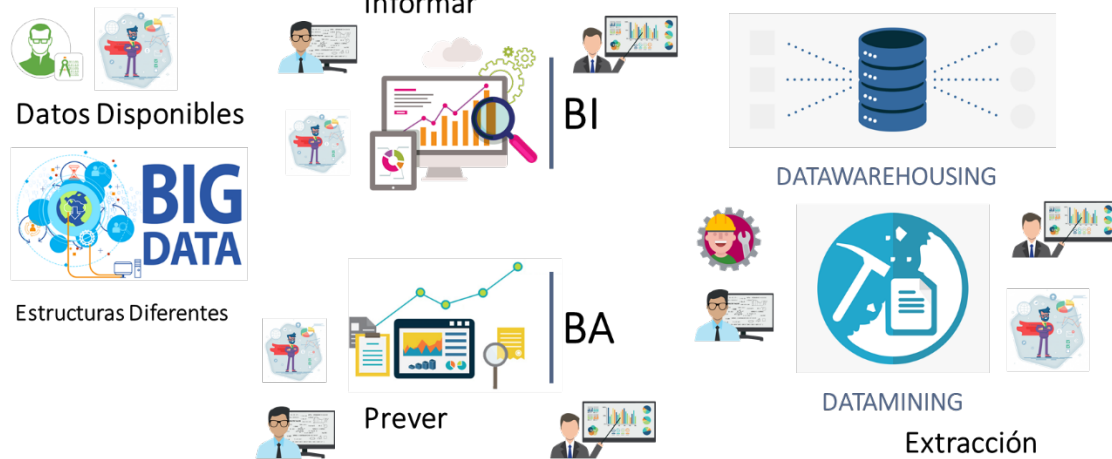 Informar
Datos Disponibles
BI
BIG
DATA
DATAWAREHOUSING
Estructuras Diferentes
BA
Prever
DATAMINING
Extracción